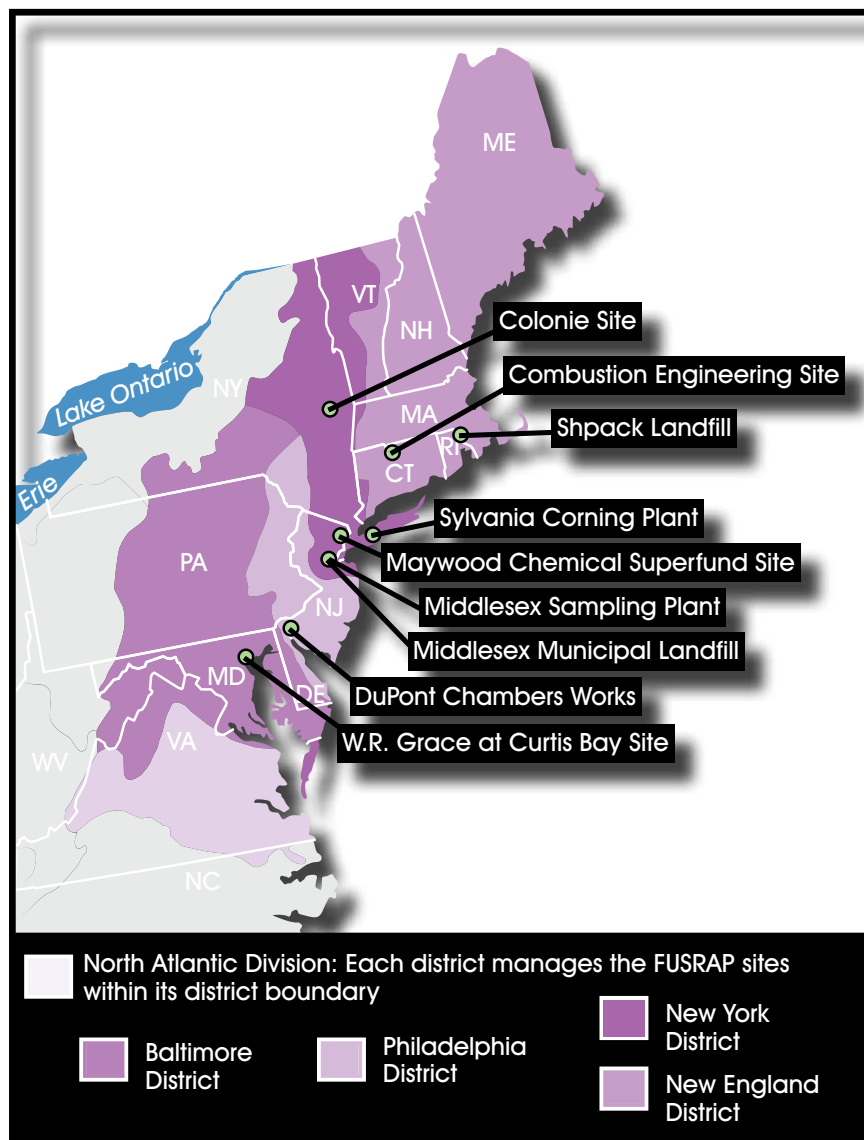 ME
VT
NH
Colonie Site
Lake Ontario
NY
Combustion Engineering Site
MA
Shpack Landfill
RI
CT
Erie
Sylvania Corning Plant
Maywood Chemical Superfund Site
PA
Middlesex Sampling Plant
NJ
Middlesex Municipal Landfill
MD
DE
DuPont Chambers Works
W.R. Grace at Curtis Bay Site
VA
WV
NC
North Atlantic Division: Each district manages the FUSRAP sites
within its district boundary
Baltimore
District
Philadelphia
District
New York
District
New England
District